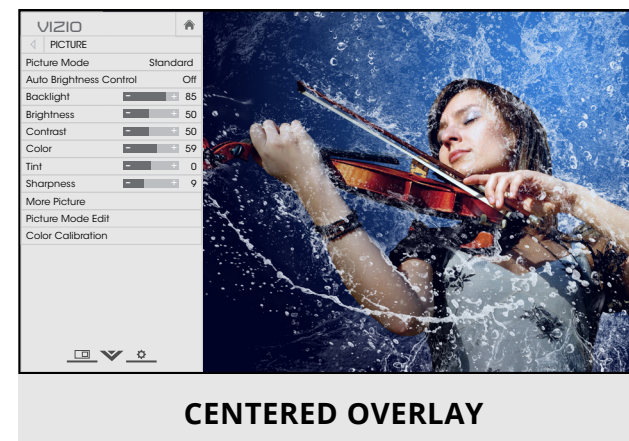 VIZIO
PICTURE
Picture Mode Standard
Auto Brightness Control Off
Backlight - + 85
Brightness - + 50
Contrast - + 50
Color - + 59
Tint - + 0
Sharpness - + 9
More Picture
Picture Mode Edit
Color Calibration
CENTERED OVERLAY